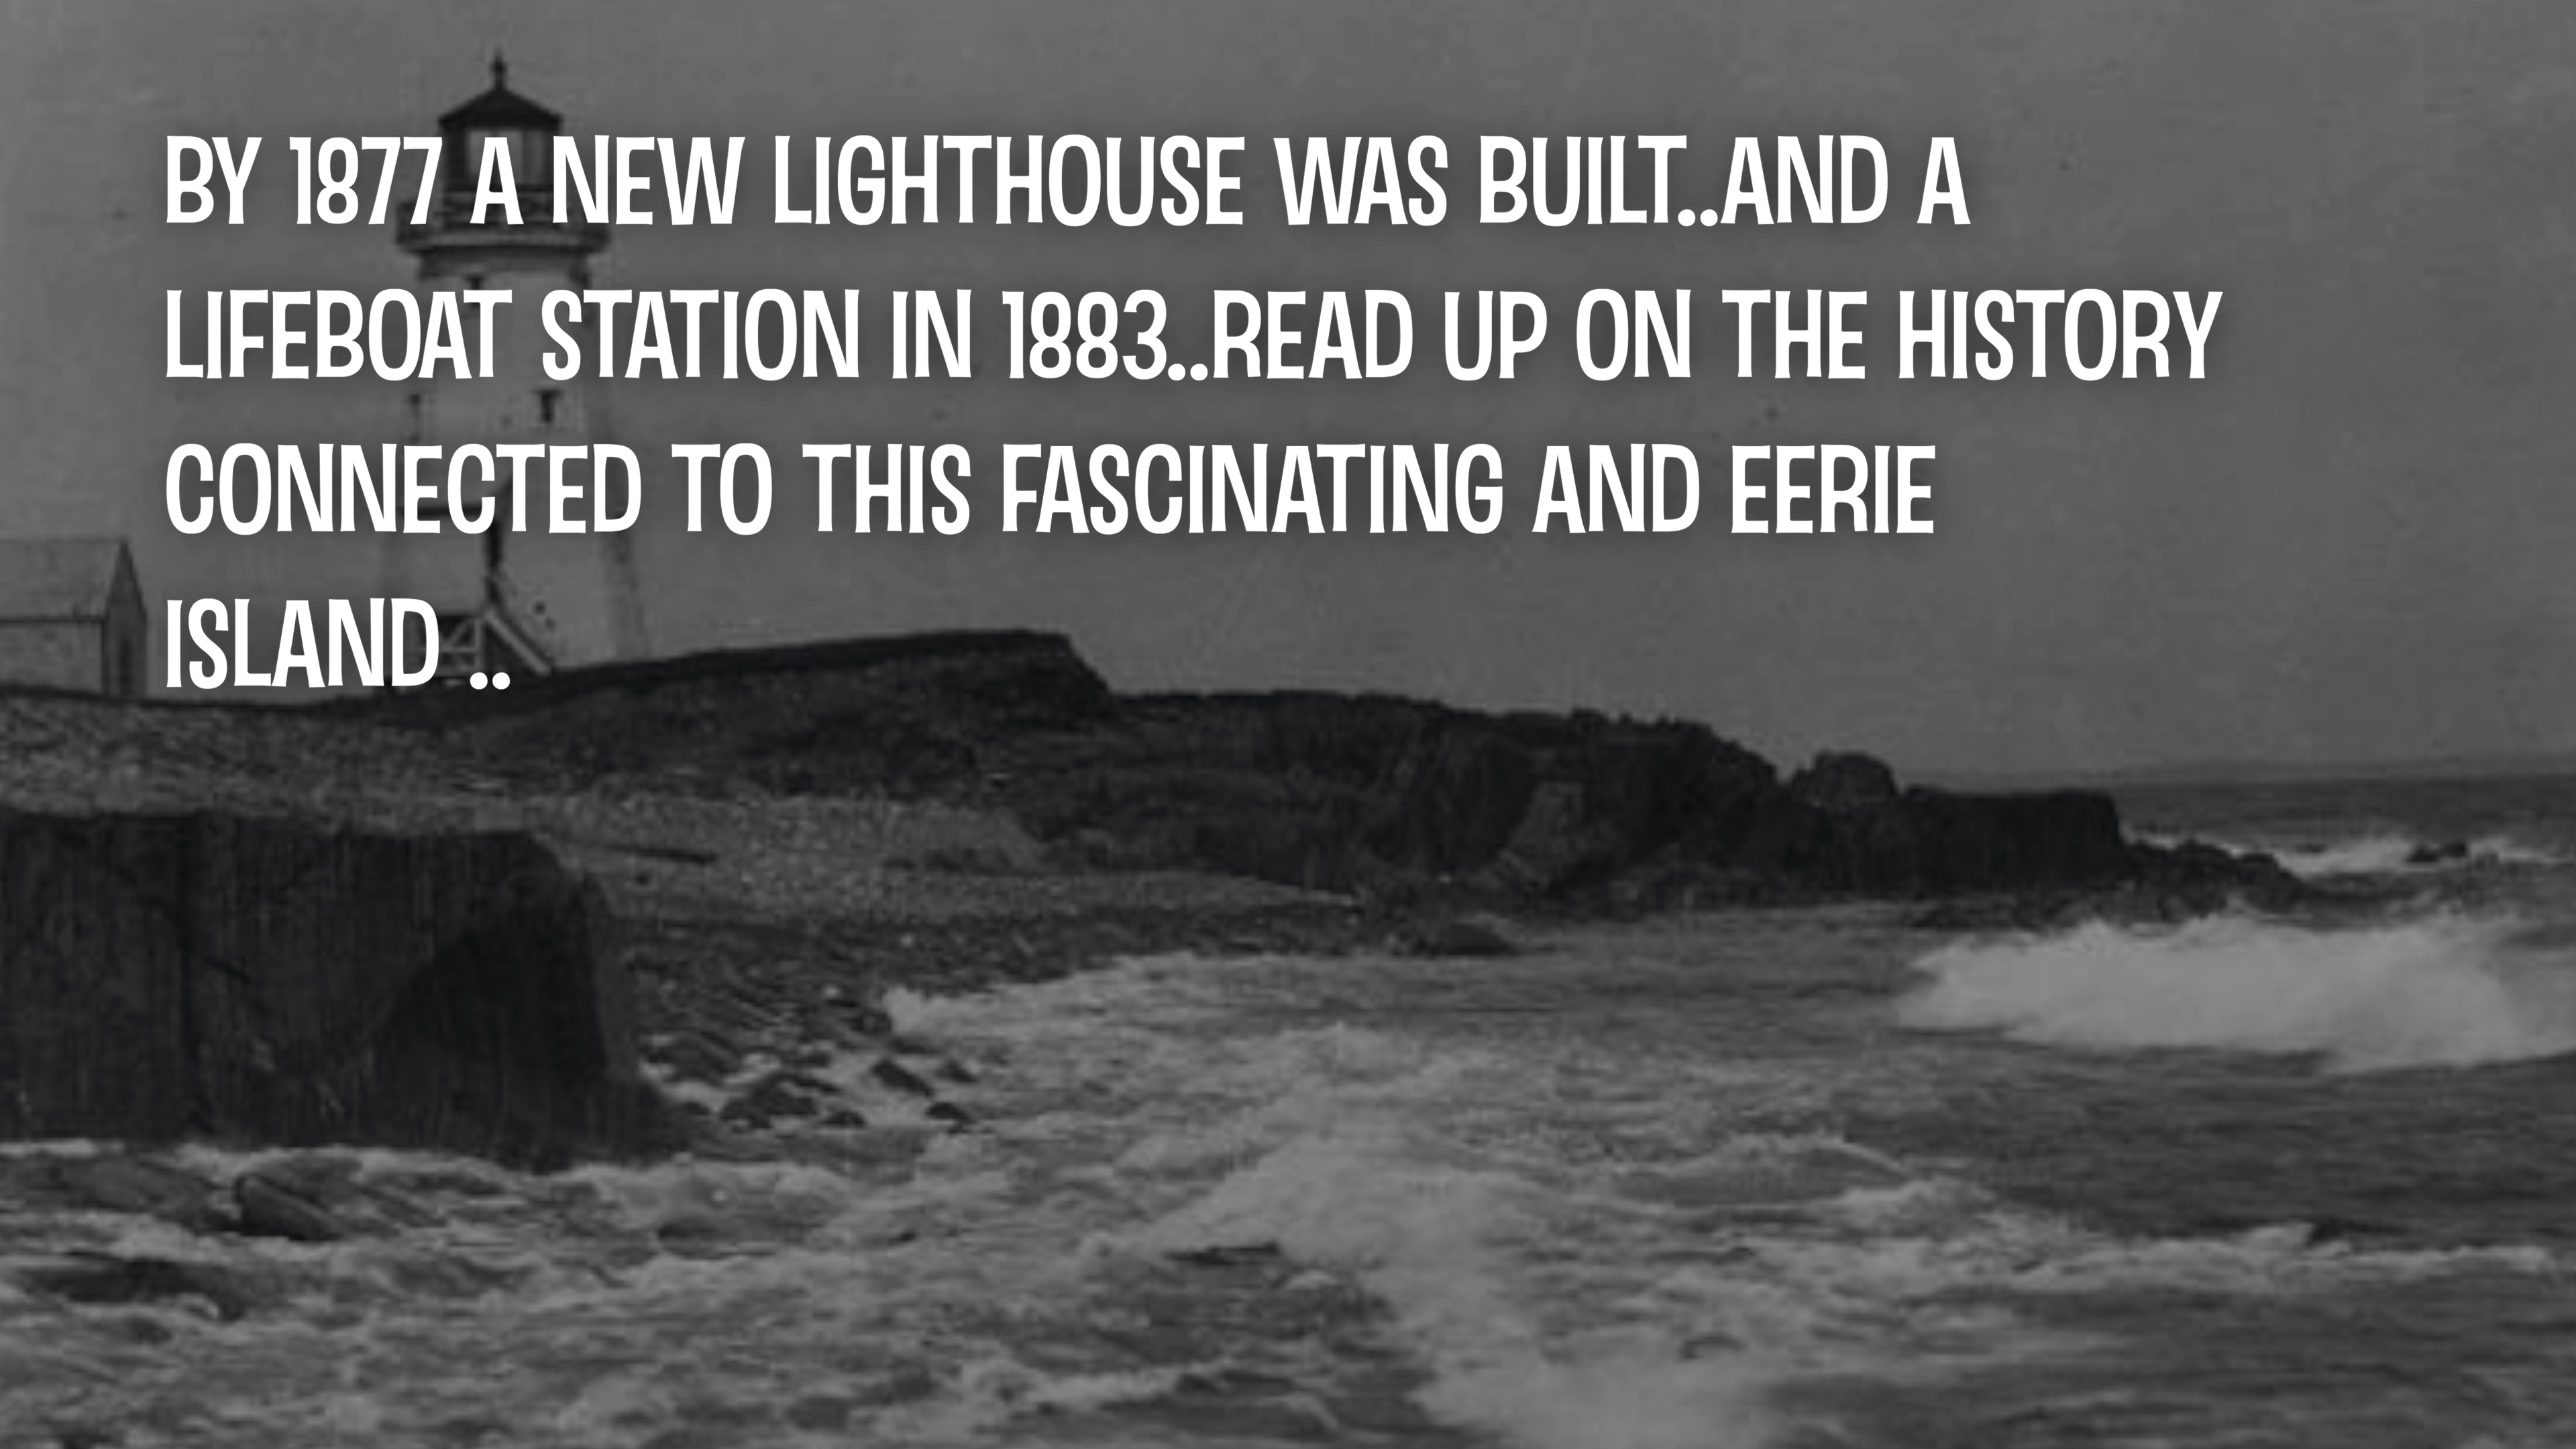 BY 1877 A NEW LIGHTHOUSE WAS BUILT..AND A
LIFEBOAT STATION IN 1883..READ UP ON THE HISTORY
CONNECTED TO THIS FASCINATING AND EERIE
ISLAND ..